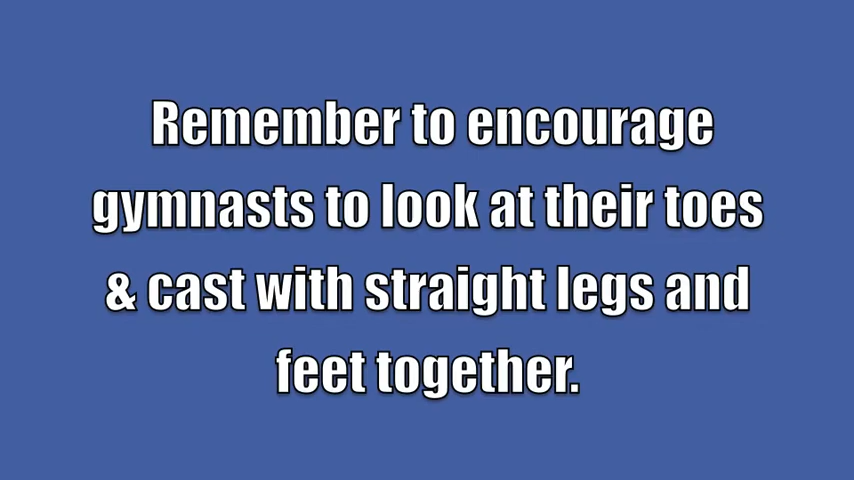 Remember to encourage
gymnasts to look at their toes
& cast with straight legs and
feet together.